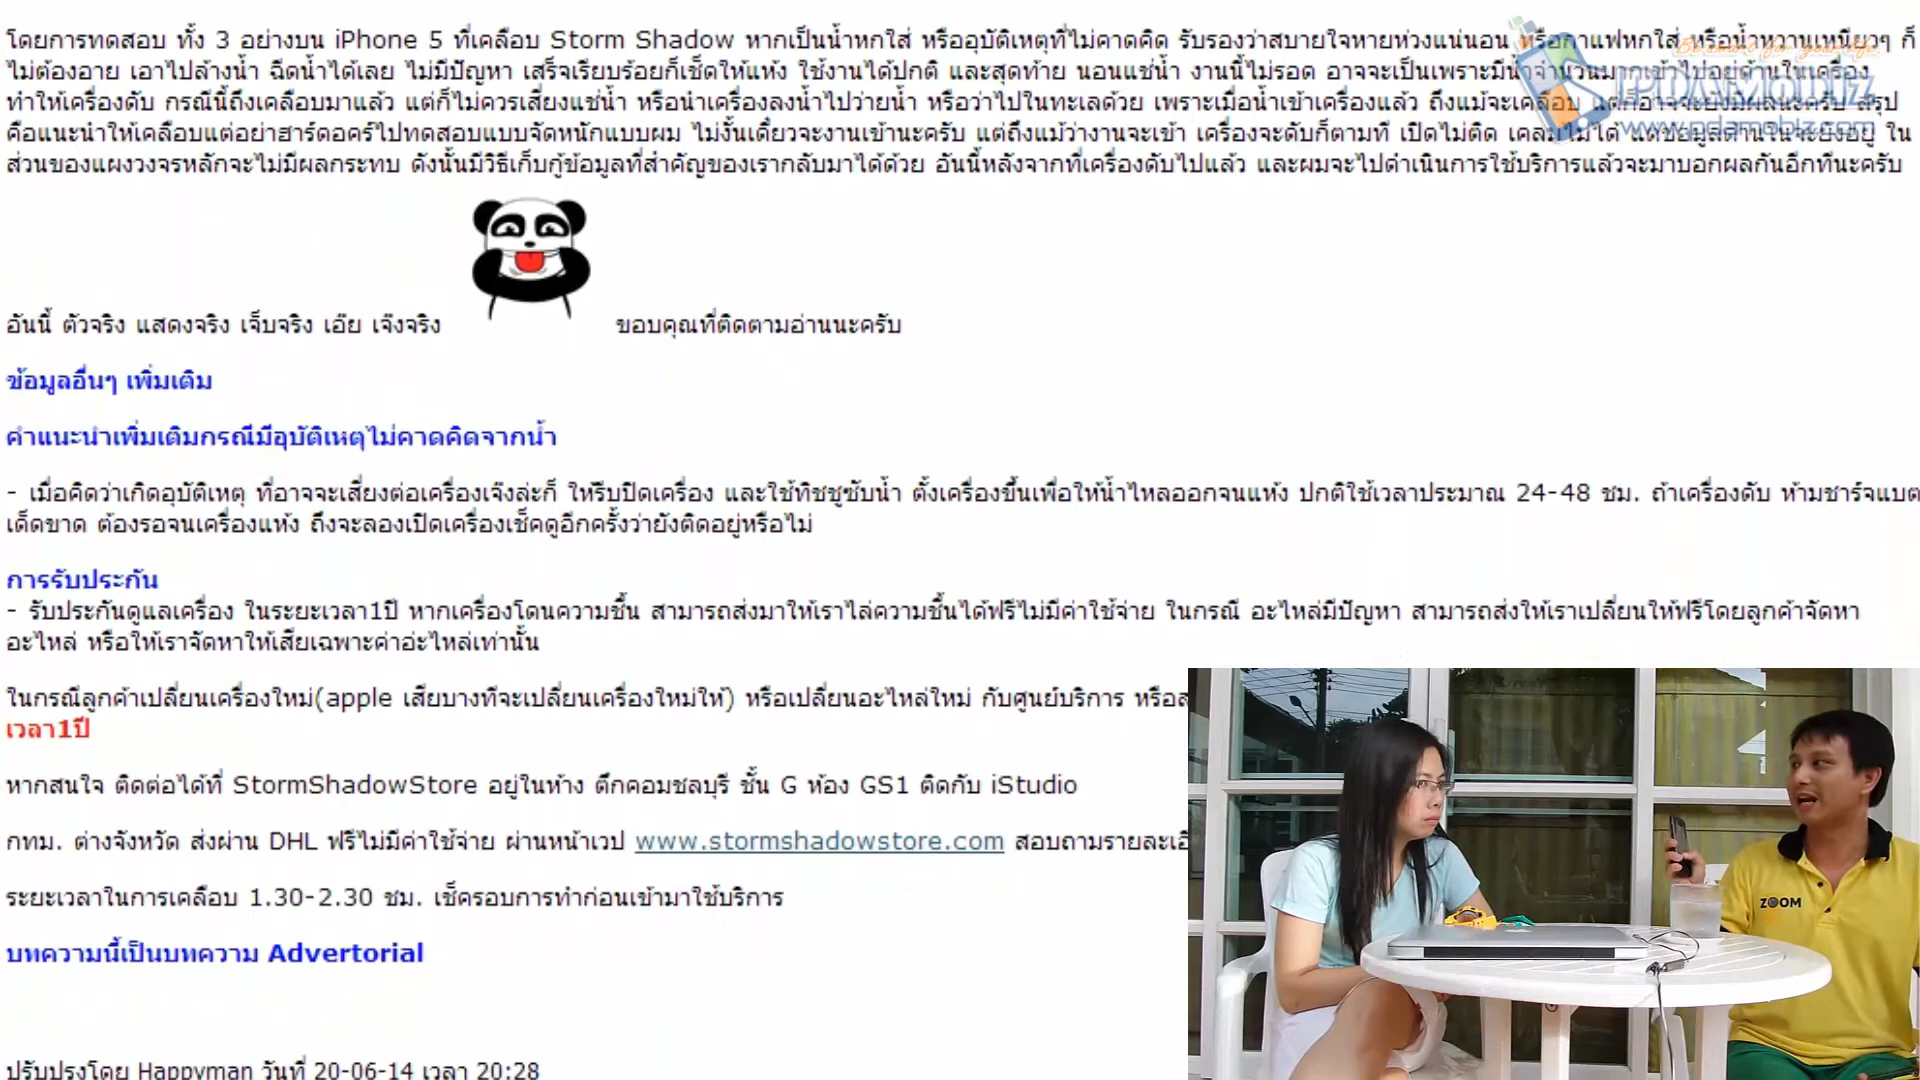 โดยการทดสอบ ทั้ง 3 อย่างบน iPhone 5 ที่เคลือบ Storm Shadow หากเป็นน้ำหกใส่ หรืออุบัติเหตุที่ไม่คาดคิด รับรองว่าสบายใจหายห่วงแน่นอน หรือกาแฟหกใส่ หรือน้ำหวานเหนียวๆ ก็
ไม่ต้องอาย เอาไปล้างน้ำ ฉีดน้ำได้เลย ไม่มีปัญหา เสร็จเรียบร้อยก็เช็ดให้แห้ง ใช้งานได้ปกติ และสุดท้าย นอนแช่น้ำ งานนี้ไม่รอด อาจจะเป็นเพราะมีน้ำจำนวนมากเข้าไปอยู่ด้านในเครื่อง
ทำให้เครื่องดับ กรณีนี้ถึงเคลือบมาแล้ว แต่ก็ไม่ควรเสี่ยงแช่น้ำ หรือนำเครื่องลงน้ำไปว่ายน้ำ หรือว่าไปในทะเลด้วย เพราะเมื่อน้ำเข้าเครื่องแล้ว ถึงแม้จะเคลือบ แต่ก็อาจจะยังมีผลนะครับ สรุป
คือแนะนำให้เคลือบแต่อย่าฮาร์ดอคร์ไปทดสอบแบบจัดหนักแบบผม ไม่งั้นเดี๋ยวจะงานเข้านะครับ แต่ถึงแม้ว่างานจะเข้า เครื่องจะดับก็ตามที เปิดไม่ติด เคลมไม่ได้ แต่ข้อมูลด้านในจะยังอยู่ ใน
ส่วนของแผงวงจรหลักจะไม่มีผลกระทบ ดังนั้นมีวิธีเก็บกู้ข้อมูลที่สำคัญของเรากลับมาได้ด้วย อันนี้หลังจากที่เครื่องดับไปแล้ว และผมจะไปดำเนินการใช้บริการแล้วจะมาบอกผลกันอีกทีนะครับ
PDAMobiz
www.pdamobiz.com
อันนี้ ตัวจริง แสดงจริง เจ็บจริง เอ๊ย เจ๊งจริง ขอบคุณที่ติดตามอ่านนะครับ
ข้อมูลอื่นๆ เพิ่มเติม
คำแนะนำเพิ่มเติมกรณีมีอุบัติเหตุไม่คาดคิดจากน้ำ
- เมื่อคิดว่าเกิดอุบัติเหตุ ที่อาจจะเสี่ยงต่อเครื่องเจ๊งล่ะก็ ให้รีบปิดเครื่อง และใช้ทิชชูซับน้ำ ตั้งเครื่องขึ้นเพื่อให้น้ำไหลออกจนแห้ง ปกติใช้เวลาประมาณ 24-48 ชม. ถ้าเครื่องดับ ห้ามชาร์จแบต
เด็ดขาด ต้องรอจนเครื่องแห้ง ถึงจะลองเปิดเครื่องเช็คดูอีกครั้งว่ายังติดอยู่หรือไม่
การรับประกัน
- รับประกันดูแลเครื่อง ในระยะเวลา1ปี หากเครื่องโดนความชื้น สามารถส่งมาให้เราไล่ความชื้นได้ฟรีไม่มีค่าใช้จ่าย ในกรณี อะไหล่มีปัญหา สามารถส่งให้เราเปลี่ยนให้ฟรีโดยลูกค้าจัดหา
อะไหล่ หรือให้เราจัดหาให้เสียเฉพาะค่าอ่ะไหล่เท่านั้น
ในกรณีลูกค้าเปลี่ยนเครื่องใหม่(apple เสียบางทีจะเปลี่ยนเครื่องใหม่ให้) หรือเปลี่ยนอะไหล่ใหม่ กับศูนย์บริการ หรือส
เวลา1ปี
หากสนใจ ติดต่อได้ที่ StormShadowStore อยู่ในห้าง ตึกคอมชลบุรี ชั้น G ห้อง GS1 ติดกับ iStudio
กทม. ต่างจังหวัด ส่งผ่าน DHL ฟรีไม่มีค่าใช้จ่าย ผ่านหน้าเวป www.stormshadowstore.com สอบถามรายละเอี
ระยะเวลาในการเคลือบ 1.30-2.30 ชม. เช็ครอบการทำก่อนเข้ามาใช้บริการ
ZOOM
บทความนี้เป็นบทความ Advertorial
ปรับปรุงโดย Happyman วันที่ 20-06-14 เวลา 20:28